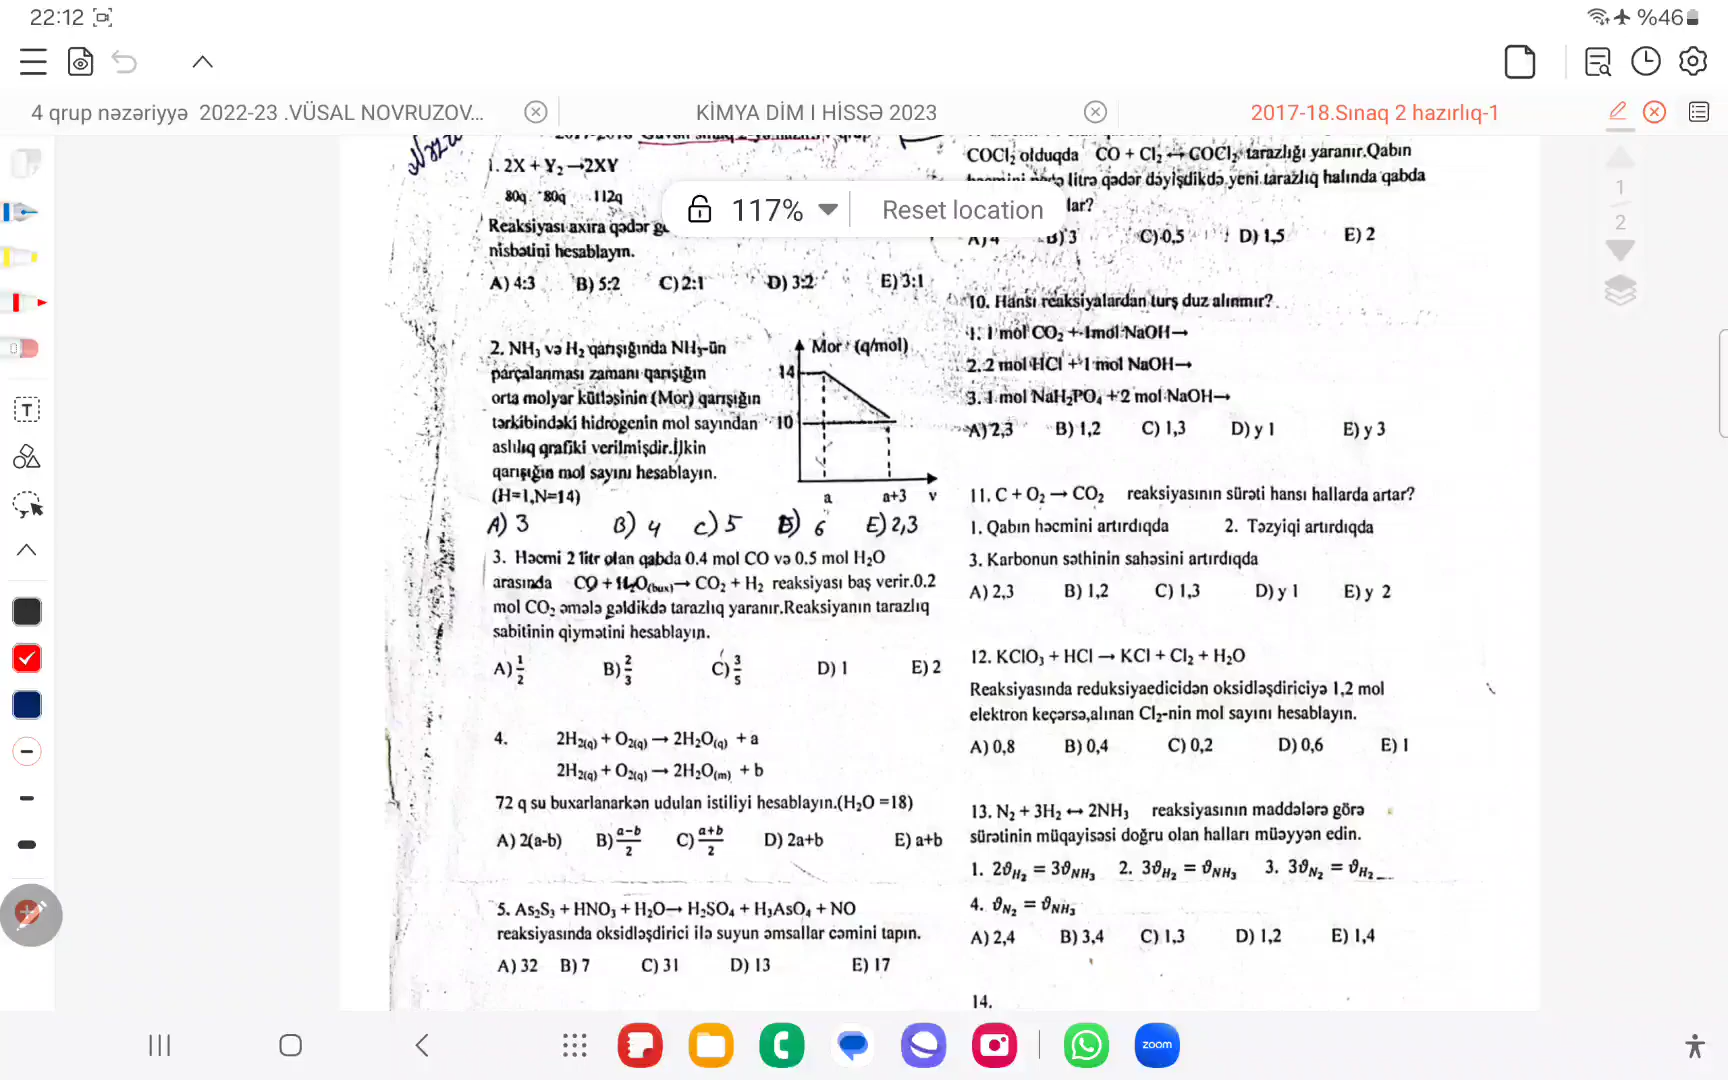 22:12
%46
4 qrup nəzəriyyə 2022-23 .VÜSAL NOVRUZOV...
KİMYA DİM I HİSSƏ 2023
2017-18.Sınaq 2 hazırlıq-1
117%
Reset location
1
2
1. 2X + Y₂ →2XY
80q 80q 112q
Reaksiyası axıra qədər
nisbətini hesablayın.
A) 4:3 B) 5:2 C) 2:1 D) 3:2 E) 3:1
2. NH₃ və H₂ qarışığında NH₃-ün
parçalanması zamanı qarışığın
orta molyar kütləsinin (Mor) qarışığın
tərkibindəki hidrogenin mol sayından
asılılıq qrafiki verilmişdir.İlkin
qarışığın mol sayını hesablayın.
(H=1,N=14)
Mor (q/mol)
14
10
a a+3 v
A) 3 B) 4 C) 5 D) 6 E) 2,3
3. Həcmi 2 litr olan qabda 0.4 mol CO və 0.5 mol H₂O
arasında CO + H₂O(bux)→ CO₂ + H₂ reaksiyası baş verir.0.2
mol CO₂ əmələ gəldikdə tarazlıq yaranır.Reaksiyanın tarazlıq
sabitinin qiymətini hesablayın.
A) 1/2 B) 2/3 C) 3/5 D) 1 E) 2
4. 2H₂(q) + O₂(q) → 2H₂O(q) + a
2H₂(q) + O₂(q) → 2H₂O(m) + b
72 q su buxarlanarkən udulan istiliyi hesablayın.(H₂O =18)
A) 2(a-b) B) a−b/2 C) a+b/2 D) 2a+b E) a+b
5. As₂S₃ + HNO₃ + H₂O→ H₂SO₄ + H₃AsO₄ + NO
reaksiyasında oksidləşdirici ilə suyun əmsallar cəmini tapın.
A) 32 B) 7 C) 31 D) 13 E) 17
COCl₂ olduqda CO + Cl₂ ↔ COCl₂ tarazlığı yaranır.Qabın
litrə qədər dəyişdikdə yeni tarazlıq halında qabda
lar?
A) 4 B) 3 C) 0,5 D) 1,5 E) 2
10. Hansı reaksiyalardan turş duz alınmır?
1. 1 mol CO₂ + 1mol NaOH→
2. 2 mol HCl + 1 mol NaOH→
3. 1 mol NaH₂PO₄ + 2 mol NaOH→
A) 2,3 B) 1,2 C) 1,3 D) y 1 E) y 3
11. C + O₂ → CO₂ reaksiyasının sürəti hansı hallarda artar?
1. Qabın həcmini artırdıqda 2. Təzyiqi artırdıqda
3. Karbonun səthinin sahəsini artırdıqda
A) 2,3 B) 1,2 C) 1,3 D) y 1 E) y 2
12. KClO₃ + HCl → KCl + Cl₂ + H₂O
Reaksiyasında reduksiyaedicidən oksidləşdiriciyə 1,2 mol
elektron keçərsə,alınan Cl₂-nin mol sayını hesablayın.
A) 0,8 B) 0,4 C) 0,2 D) 0,6 E) 1
13. N₂ + 3H₂ ↔ 2NH₃ reaksiyasının maddələrə görə
sürətinin müqayisəsi doğru olan halları müəyyən edin.
1. 2ϑH₂ = 3ϑNH₃ 2. 3ϑH₂ = ϑNH₃ 3. 3ϑN₂ = ϑH₂
4. ϑN₂ = ϑNH₃
A) 2,4 B) 3,4 C) 1,3 D) 1,2 E) 1,4
14.
zoom